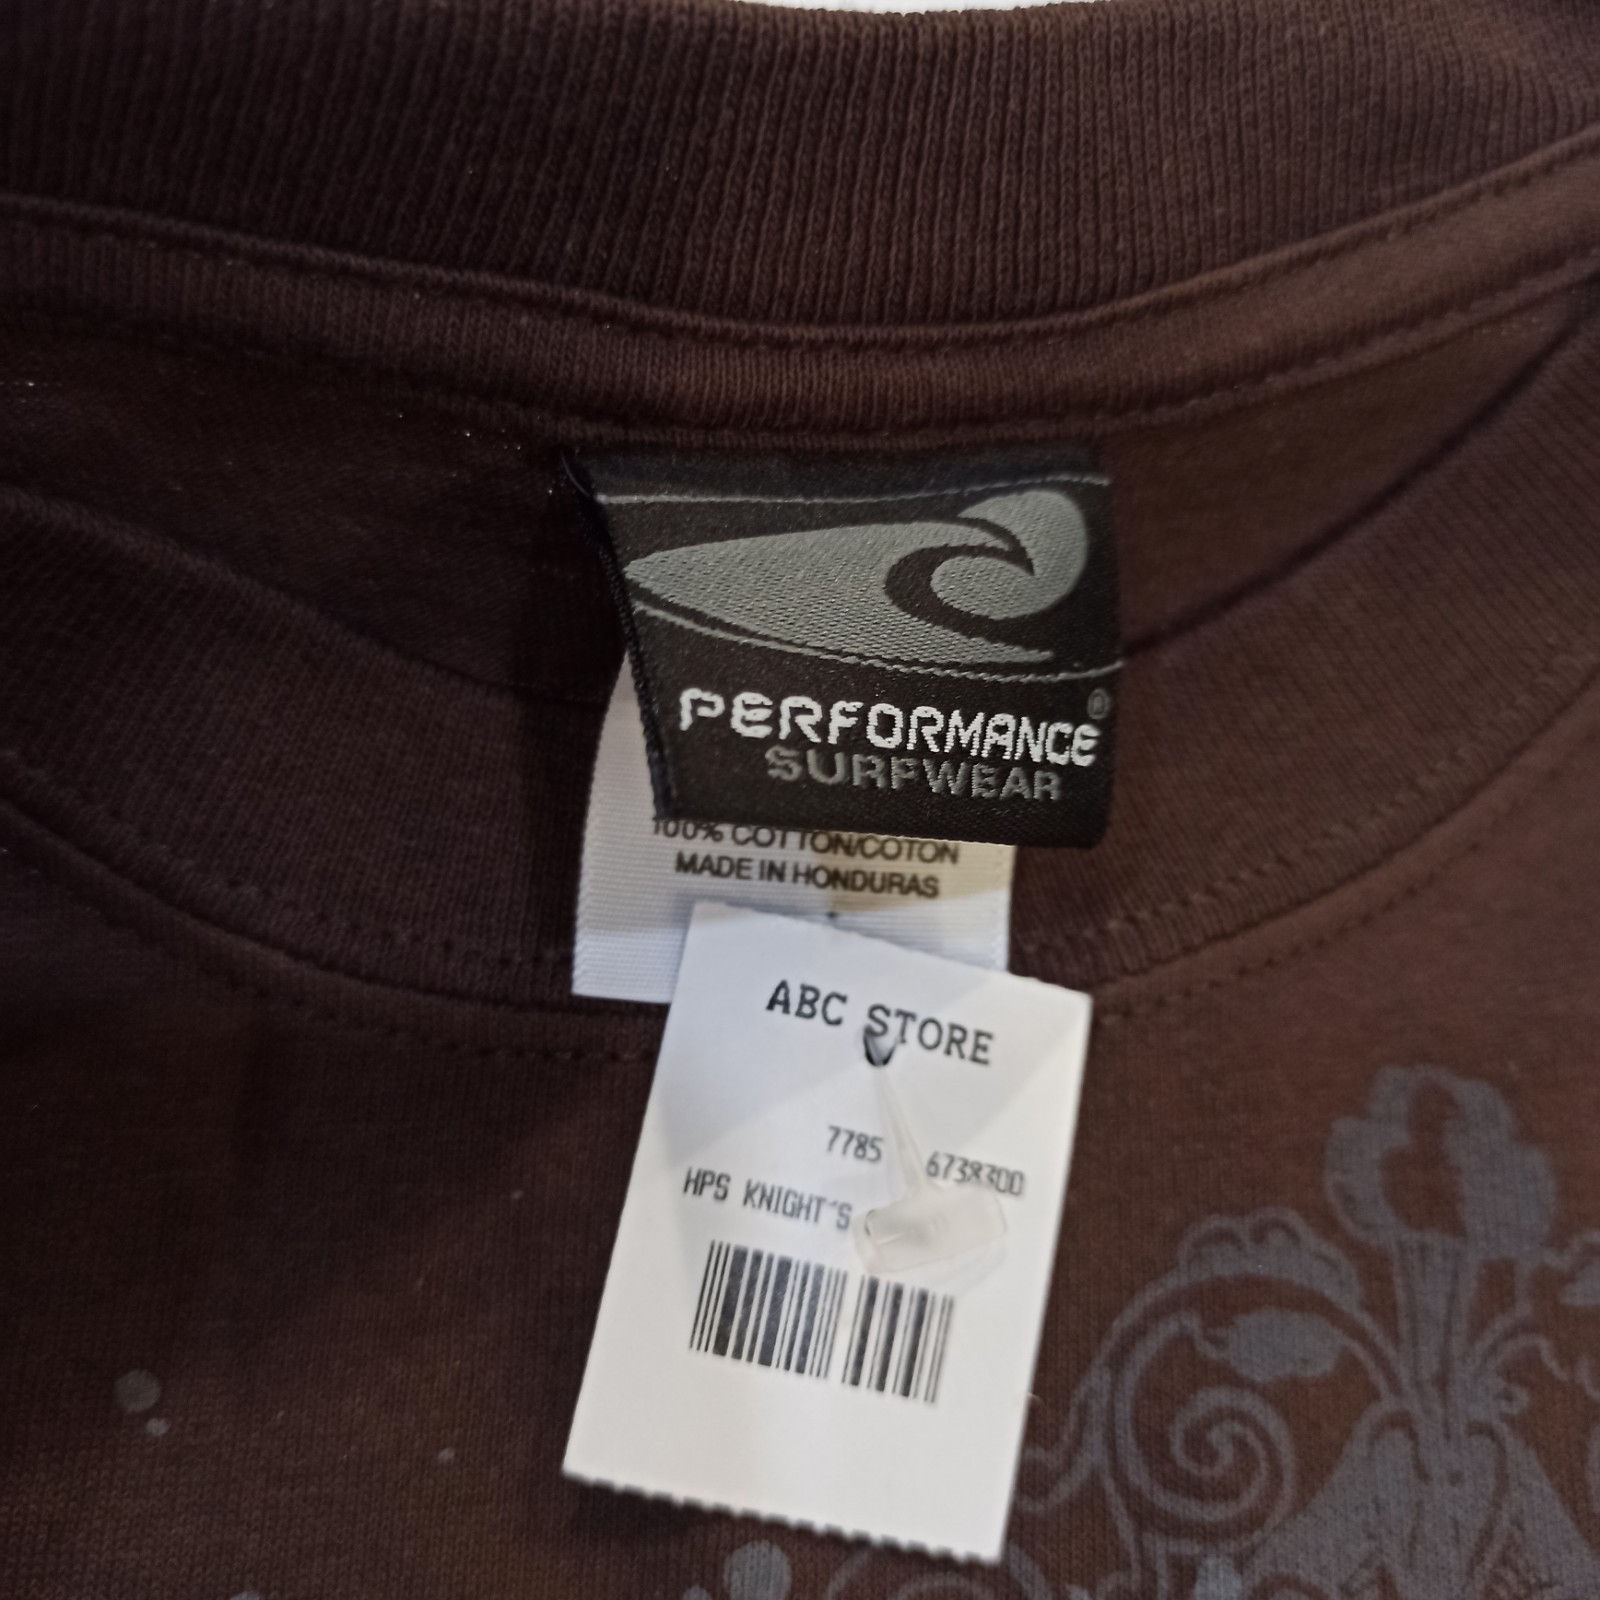 PERFORMANCE®
SURFWEAR
100% COTTON/COTON
MADE IN HONDURAS
ABC STORE
7785 6738300
HPS KNIGHT'S